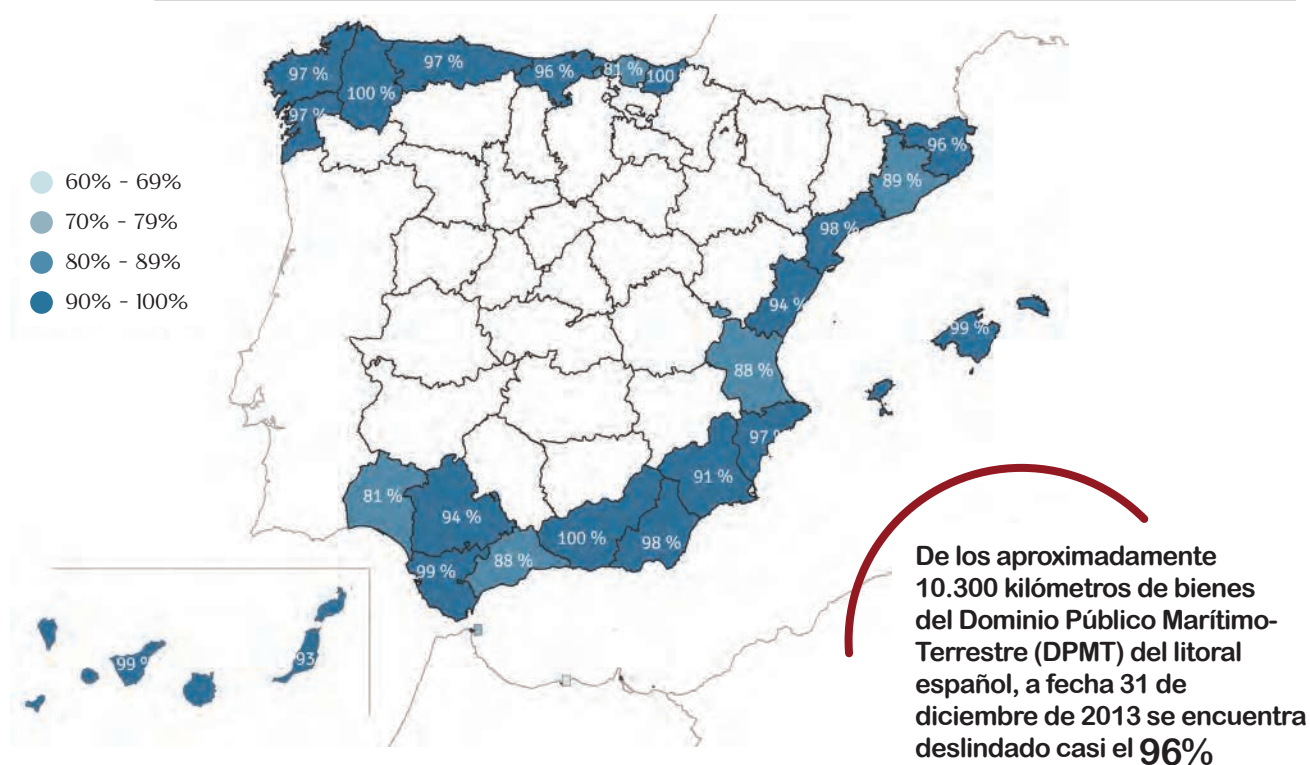 97 %
97 %
96 %
81 %
100
100 %
97 %
96 %
89 %
60% - 69%
70% - 79%
80% - 89%
90% - 100%
98 %
94 %
99 %
88 %
97 %
91 %
81 %
94 %
100 %
98 %
99 %
88 %
99 %
93
De los aproximadamente
10.300 kilómetros de bienes
del Dominio Público Marítimo-
Terrestre (DPMT) del litoral
español, a fecha 31 de
diciembre de 2013 se encuentra
deslindado casi el 96%